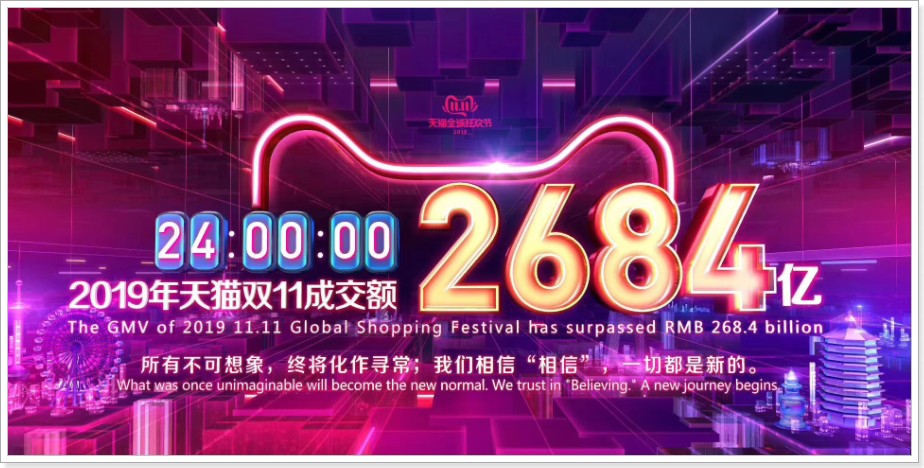 天猫全球狂欢节
2019
24:00:00
2684亿
2019年天猫双11成交额
The GMV of 2019 11.11 Global Shopping Festival has surpassed RMB 268.4 billion
所有不可想象，终将化作寻常；我们相信“相信”，一切都是新的。
What was once unimaginable will become the new normal. We trust in "Believing." A new journey begins.